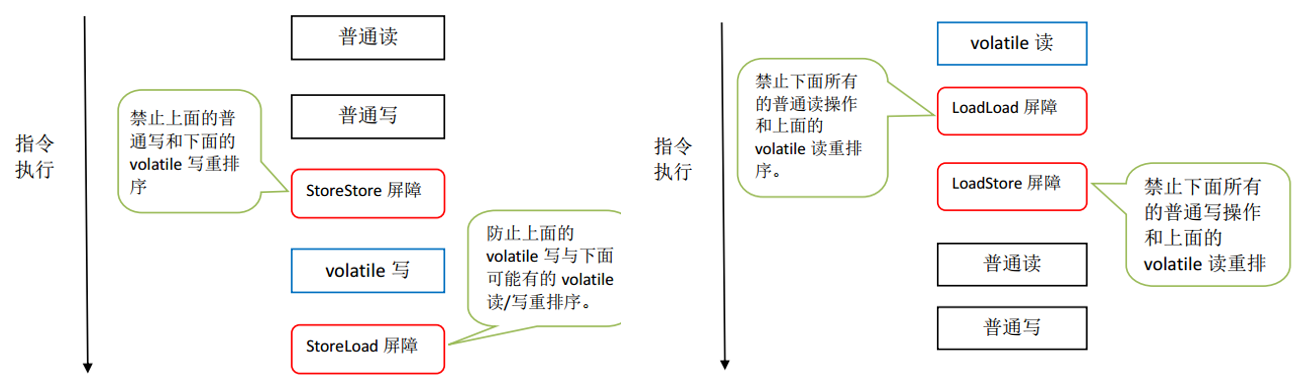 普通读
普通写
禁止上面的普
通写和下面的
volatile 写重排
序
指令
执行
StoreStore 屏障
volatile 写
防止上面的
volatile 写与下面
可能有的 volatile
读/写重排序。
StoreLoad 屏障
volatile 读
禁止下面所有
的普通读操作
和上面的
volatile 读重排
序。
LoadLoad 屏障
指令
执行
LoadStore 屏障
禁止下面所有
的普通写操作
和上面的
volatile 读重排
普通读
普通写